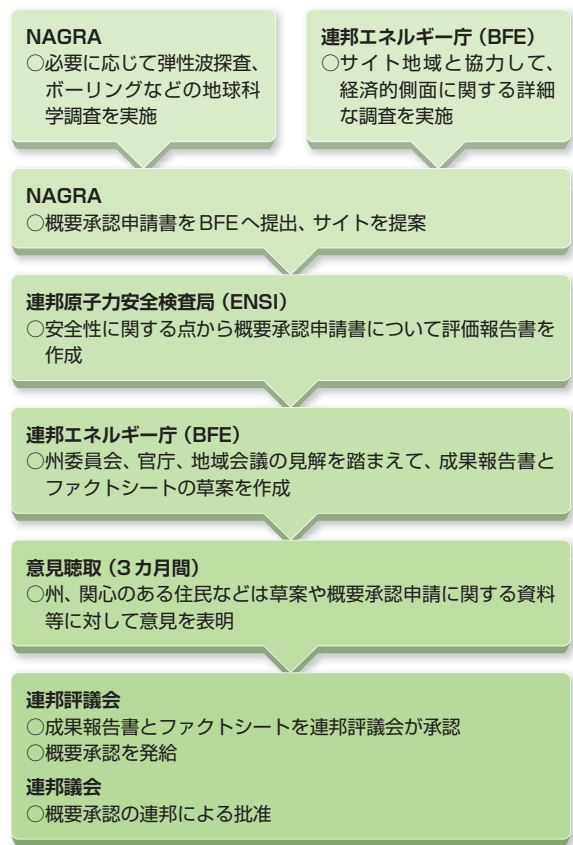 NAGRA
○必要に応じて弾性波探査、
ボーリングなどの地球科
学調査を実施
連邦エネルギー庁（BFE）
○サイト地域と協力して、
経済的側面に関する詳細
な調査を実施
NAGRA
○概要承認申請書をBFEへ提出、サイトを提案
連邦原子力安全検査局（ENSI）
○安全性に関する点から概要承認申請書について評価報告書を
作成
連邦エネルギー庁（BFE）
○州委員会、官庁、地域会議の見解を踏まえて、成果報告書と
ファクトシートの草案を作成
意見聴取（3カ月間）
○州、関心のある住民などは草案や概要承認申請に関する資料
等に対して意見を表明
連邦評議会
○成果報告書とファクトシートを連邦評議会が承認
○概要承認を発給
連邦議会
○概要承認の連邦による批准